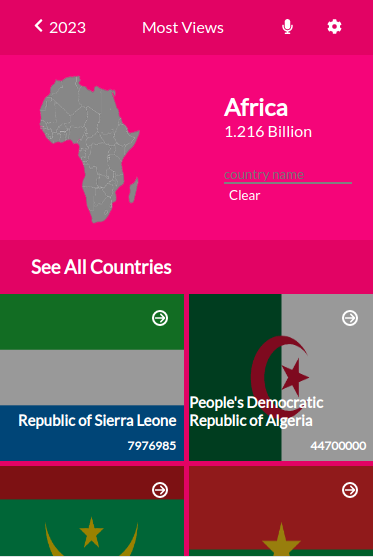 2023
Most Views
Africa
1.216 Billion
country name
Clear
See All Countries
Republic of Sierra Leone
7976985
People's Democratic
Republic of Algeria
44700000